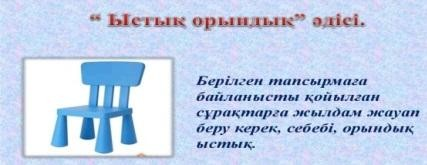 “ Ыстық орындық” әдісі.
Берілген тапсырмаға
байланысты қойылған
сұрақтарға жылдам жауап
беру керек, себебі, орындық
ыстық.